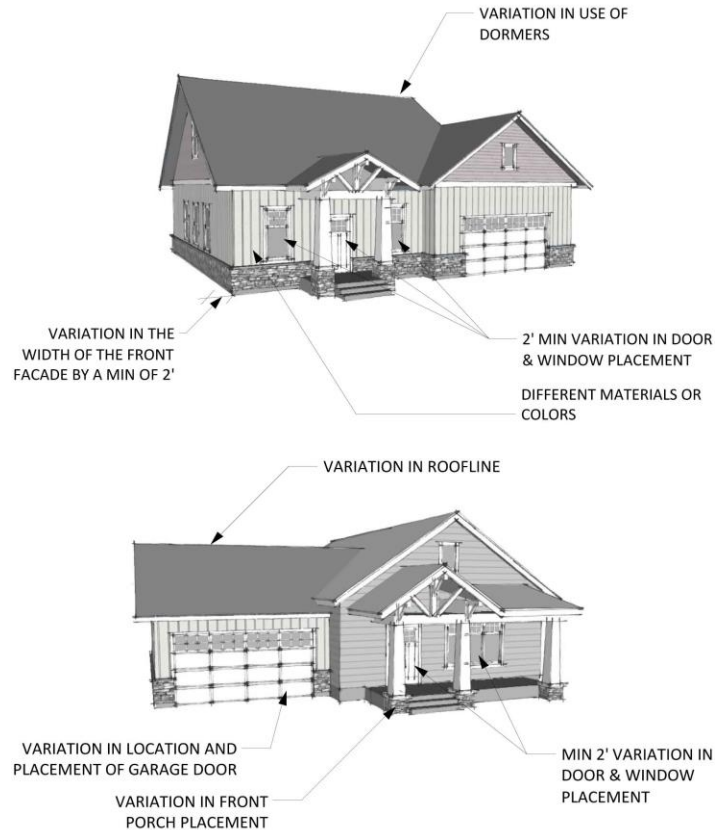 VARIATION IN USE OF
DORMERS
VARIATION IN THE
WIDTH OF THE FRONT
FACADE BY A MIN OF 2'
2' MIN VARIATION IN DOOR
& WINDOW PLACEMENT
DIFFERENT MATERIALS OR
COLORS
VARIATION IN ROOFLINE
VARIATION IN LOCATION AND
PLACEMENT OF GARAGE DOOR
VARIATION IN FRONT
PORCH PLACEMENT
MIN 2' VARIATION IN
DOOR & WINDOW
PLACEMENT